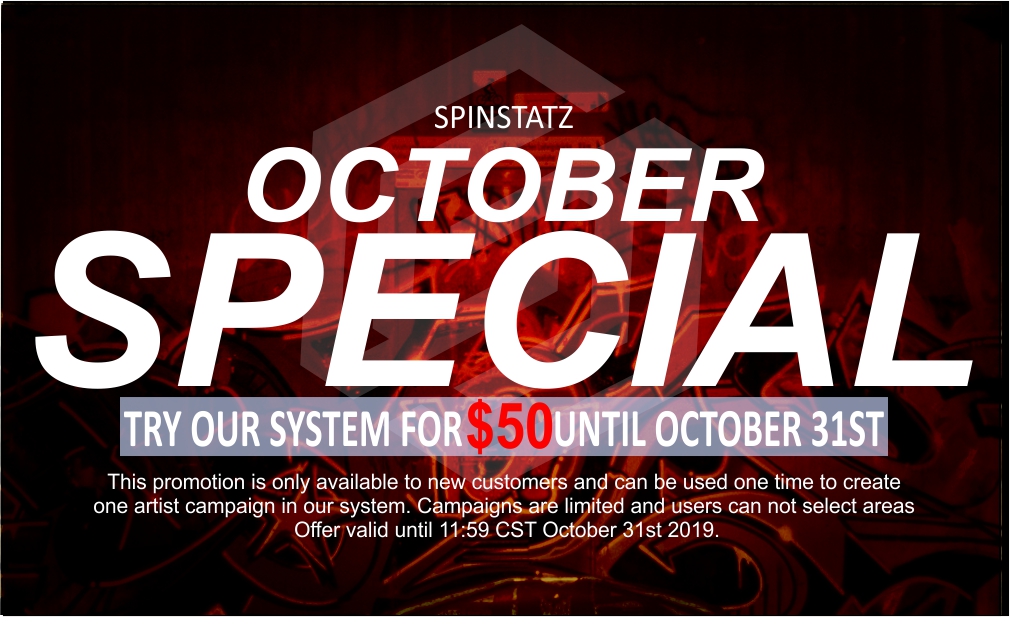 SPINSTATZ
OCTOBER
SPECIAL
TRY OUR SYSTEM FOR $50 UNTIL OCTOBER 31ST
This promotion is only available to new customers and can be used one time to create
one artist campaign in our system. Campaigns are limited and users can not select areas
Offer valid until 11:59 CST October 31st 2019.